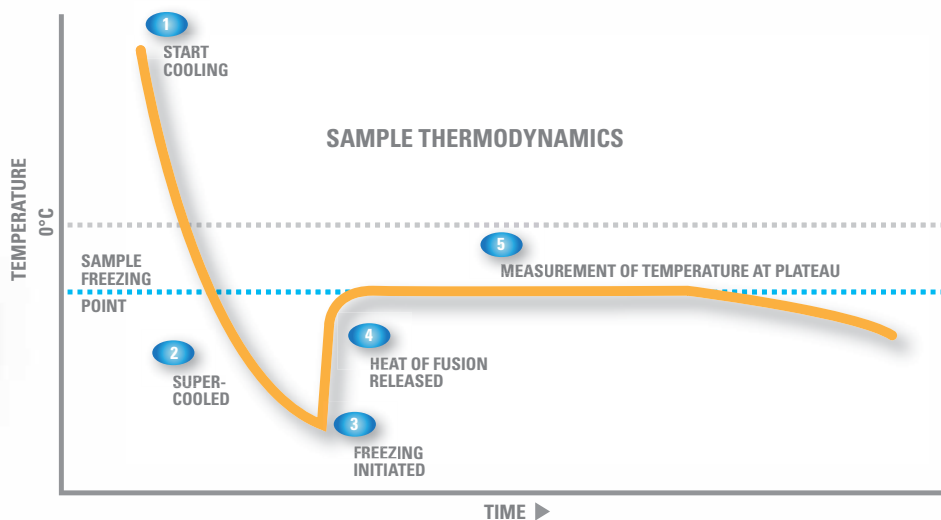 1
START
COOLING
SAMPLE THERMODYNAMICS
TEMPERATURE
0°C
5
MEASUREMENT OF TEMPERATURE AT PLATEAU
SAMPLE
FREEZING
POINT
2
SUPER-
COOLED
4
HEAT OF FUSION
RELEASED
3
FREEZING
INITIATED
TIME